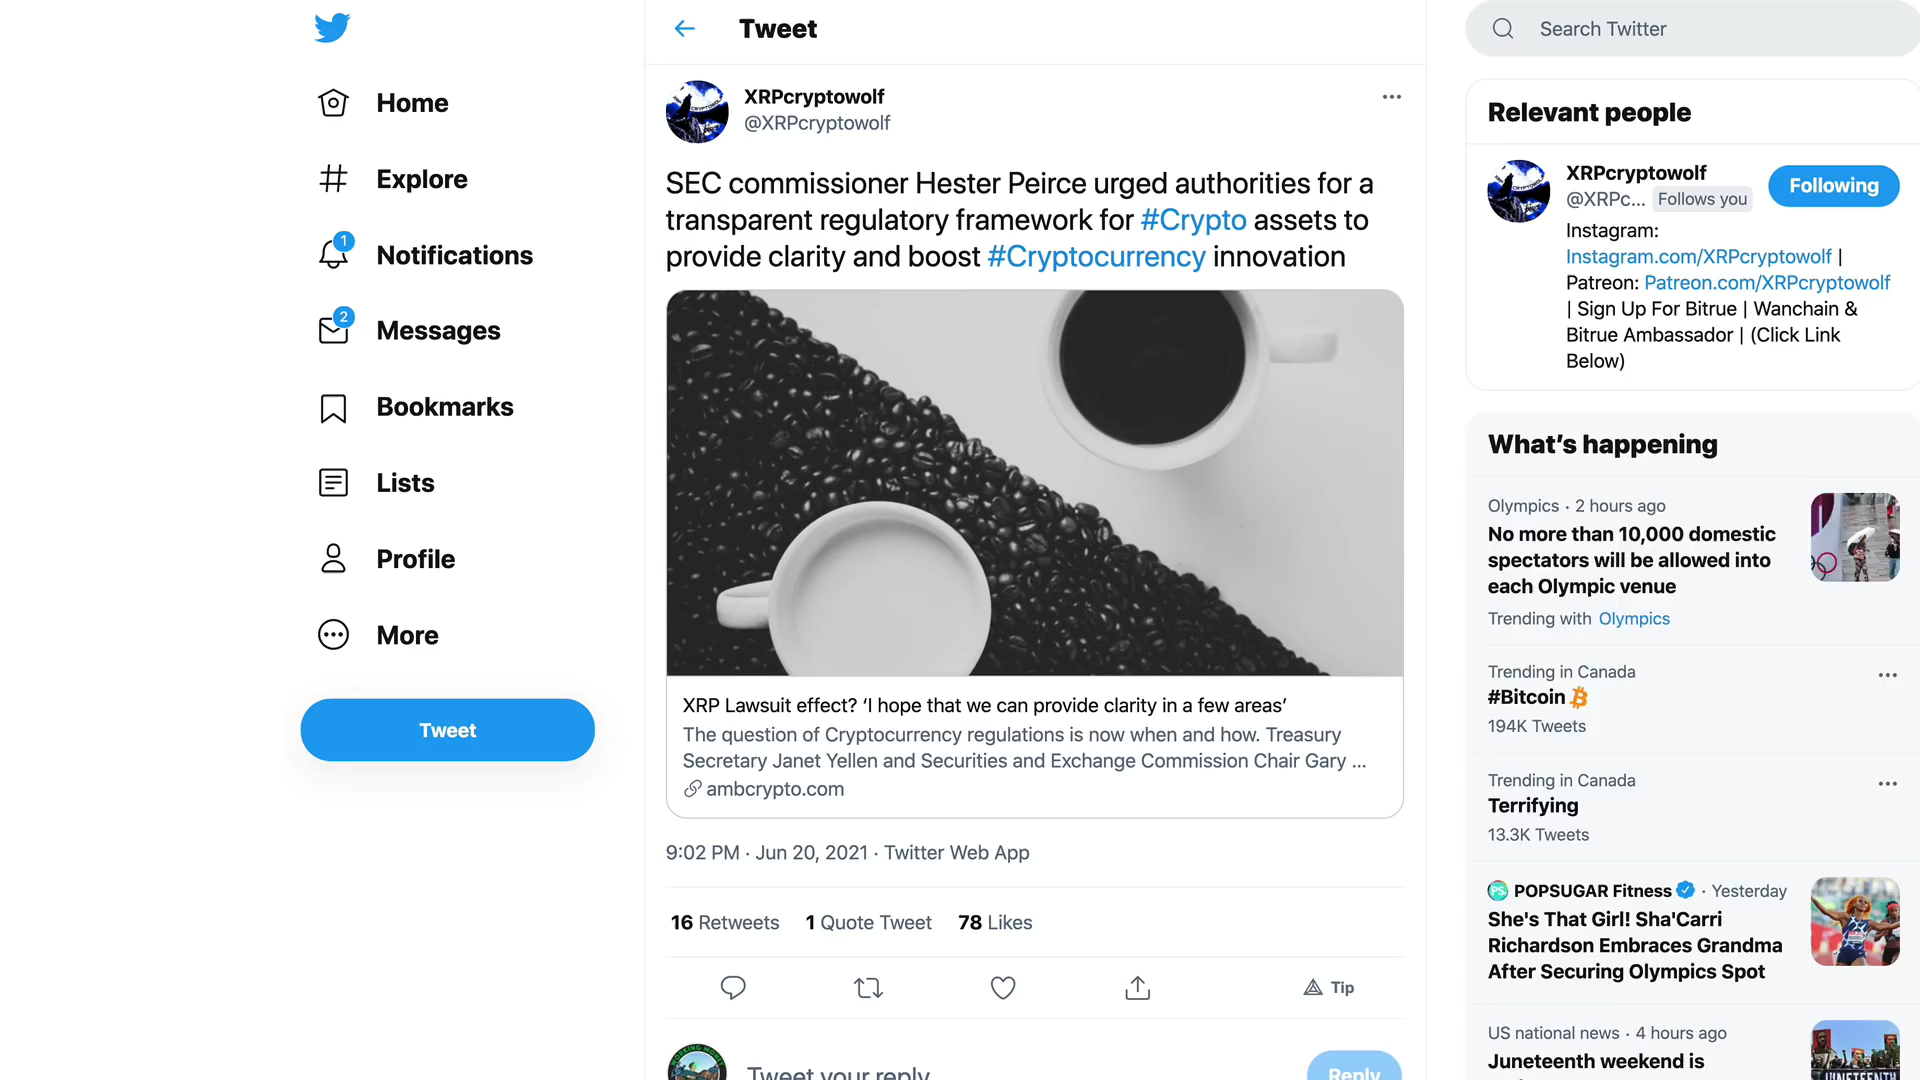 Tweet
Search Twitter
Home
Explore
1
Notifications
2
Messages
Bookmarks
Lists
Profile
More
Tweet
XRPcryptowolf
@XRPcryptowolf
SEC commissioner Hester Peirce urged authorities for a
transparent regulatory framework for #Crypto assets to
provide clarity and boost #Cryptocurrency innovation
XRP Lawsuit effect? ‘I hope that we can provide clarity in a few areas’
The question of Cryptocurrency regulations is now when and how. Treasury
Secretary Janet Yellen and Securities and Exchange Commission Chair Gary ...
ambcrypto.com
9:02 PM · Jun 20, 2021 · Twitter Web App
16 Retweets 1 Quote Tweet 78 Likes
Tip
Tweet your reply
Reply
Relevant people
XRPcryptowolf
@XRPc... Follows you
Following
Instagram:
Instagram.com/XRPcryptowolf |
Patreon: Patreon.com/XRPcryptowolf
| Sign Up For Bitrue | Wanchain &
Bitrue Ambassador | (Click Link
Below)
What’s happening
Olympics · 2 hours ago
No more than 10,000 domestic
spectators will be allowed into
each Olympic venue
Trending with Olympics
Trending in Canada
#Bitcoin
194K Tweets
Trending in Canada
Terrifying
13.3K Tweets
PS. POPSUGAR Fitness · Yesterday
She's That Girl! Sha'Carri
Richardson Embraces Grandma
After Securing Olympics Spot
US national news · 4 hours ago
Juneteenth weekend is
JUNETEENTH